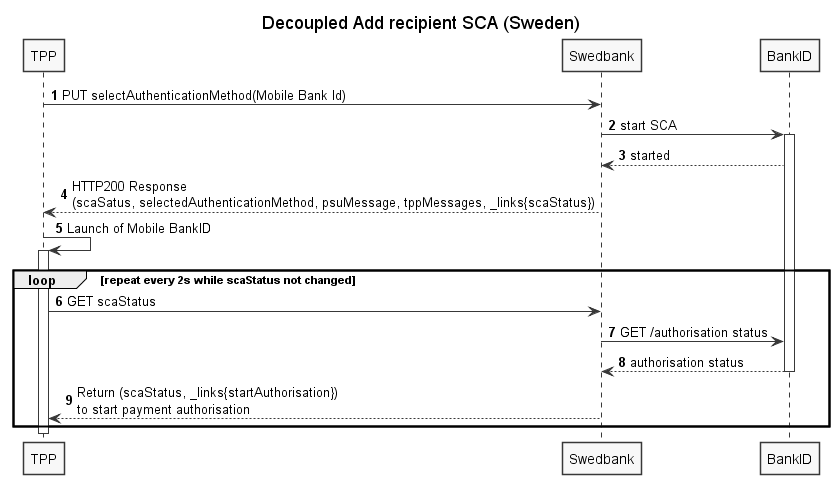 Decoupled Add recipient SCA (Sweden)
TPP
Swedbank
BankID
1 PUT selectAuthenticationMethod(Mobile Bank Id)
2 start SCA
3 started
4 HTTP200 Response
(scaSatus, selectedAuthenticationMethod, psuMessage, tppMessages, _links{scaStatus})
5 Launch of Mobile BankID
loop [repeat every 2s while scaStatus not changed]
6 GET scaStatus
7 GET /authorisation status
8 authorisation status
9 Return (scaStatus, _links{startAuthorisation})
to start payment authorisation
TPP
Swedbank
BankID